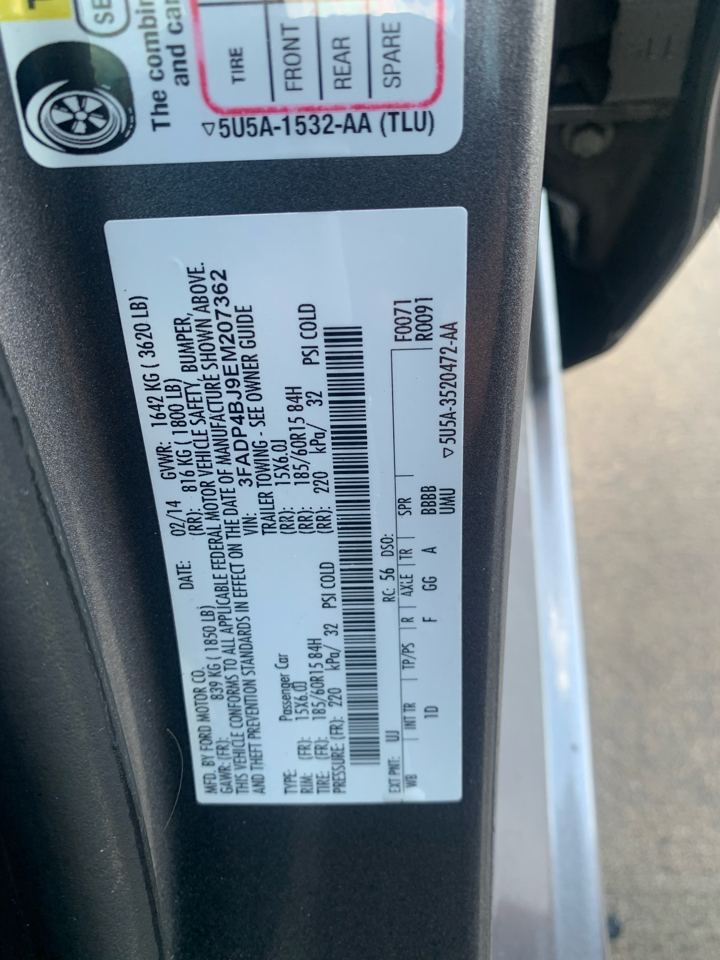 SE
The combin
and car
TIRE
FRONT
REAR
SPARE
5U5A-1532-AA (TLU)
MFD. BY FORD MOTOR CO. DATE: 02/14 GVWR: 1642 KG ( 3620 LB)
GAWR: (FR): 839 KG ( 1850 LB) (RR): 816 KG ( 1800 LB)
THIS VEHICLE CONFORMS TO ALL APPLICABLE FEDERAL MOTOR VEHICLE SAFETY, BUMPER,
AND THEFT PREVENTION STANDARDS IN EFFECT ON THE DATE OF MANUFACTURE SHOWN ABOVE.
VIN: 3FADP4BJ9EM207362
TYPE: Passenger Car TRAILER TOWING - SEE OWNER GUIDE
RIM: (FR): 15X6.0J (RR): 15X6.0J
TIRE: (FR): 185/60R15 84H (RR): 185/60R15 84H
PRESSURE: (FR): 220 kPa/ 32 PSI COLD (RR): 220 kPa/ 32 PSI COLD
EXT PNT: UJ RC: 56 DSO: F0071
WB INT TR TP/PS R AXLE TR SPR R0091
1D F GG A BBBB
UMU
5U5A-3520472-AA